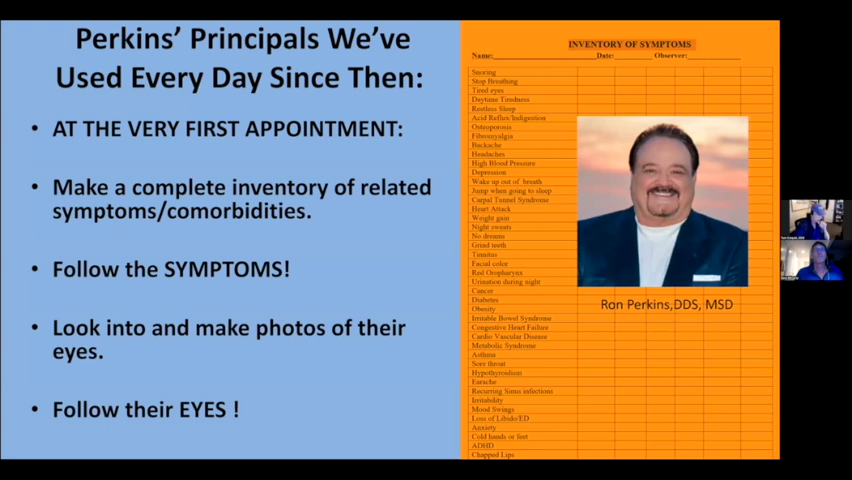 Perkins' Principals We've
Used Every Day Since Then:
• AT THE VERY FIRST APPOINTMENT:
• Make a complete inventory of related
symptoms/comorbidities.
• Follow the SYMPTOMS!
• Look into and make photos of their
eyes.
• Follow their EYES !
INVENTORY OF SYMPTOMS
Name: Date: Observer:
Snoring
Stop Breathing
Tired eyes
Daytime Tiredness
Restless Sleep
Acid Reflux/Indigestion
Osteoporosis
Fibromyalgia
Backache
Headaches
High Blood Pressure
Depression
Wake up out of breath
Jump when going to sleep
Carpal Tunnel Syndrome
Heart Attack
Weight gain
Night sweats
No dreams
Grind teeth
Tinnitus
Facial color
Red Oropharynx
Urination during night
Cancer
Diabetes
Obesity
Irritable Bowel Syndrome
Congestive Heart Failure
Cardio Vascular Disease
Metabolic Syndrome
Asthma
Sore throat
Hypothyroidism
Earache
Recurring Sinus infections
Irritability
Mood Swings
Loss of Libido/ED
Anxiety
Cold hands or feet
ADHD
Chapped Lips
Ron Perkins,DDS, MSD